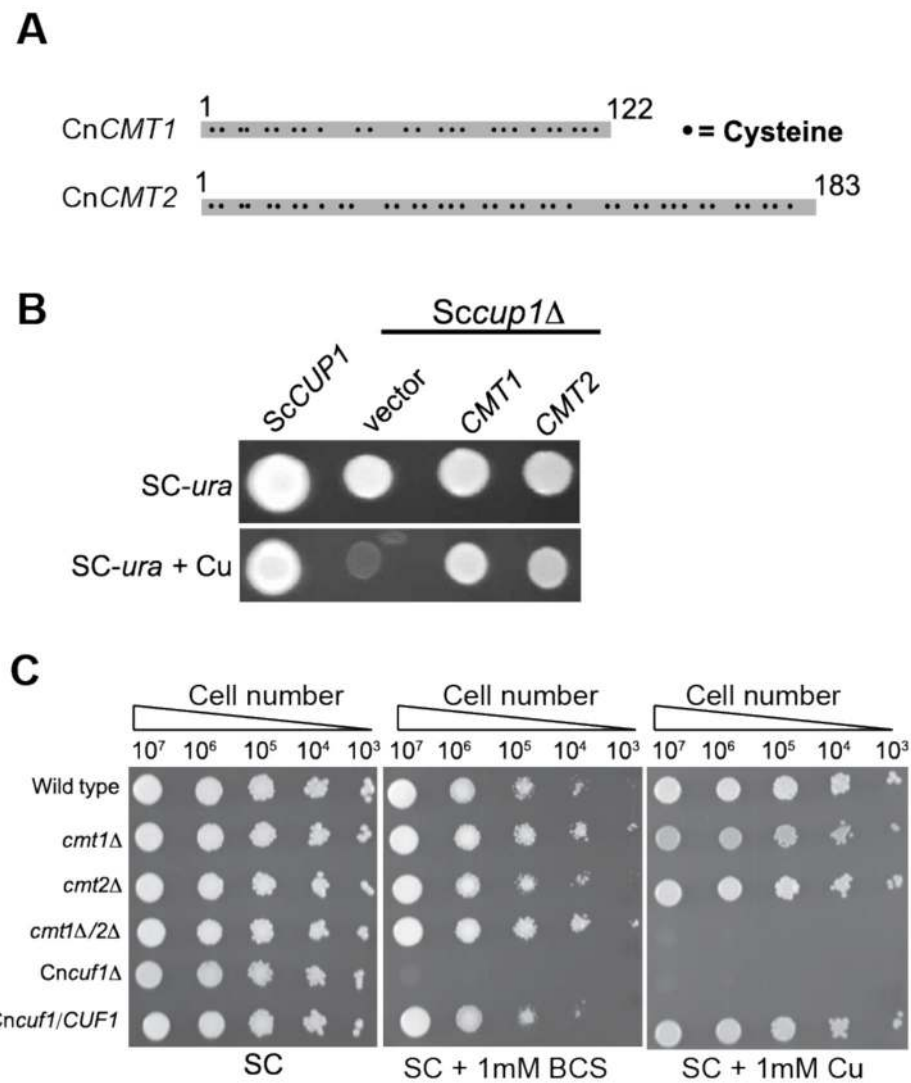 A
1
CnCMT1
122
•= Cysteine
1
CnCMT2
183
B
Sccup1Δ
ScCUP1
vector
CMT1
CMT2
SC-ura
SC-ura + Cu
C
Cell number
Cell number
Cell number
10⁷ 10⁶ 10⁵ 10⁴ 10³
10⁷ 10⁶ 10⁵ 10⁴ 10³
10⁷ 10⁶ 10⁵ 10⁴ 10³
Wild type
cmt1Δ
cmt2Δ
cmt1Δ/2Δ
Cncuf1Δ
Cncuf1/CUF1
SC
SC + 1mM BCS
SC + 1mM Cu